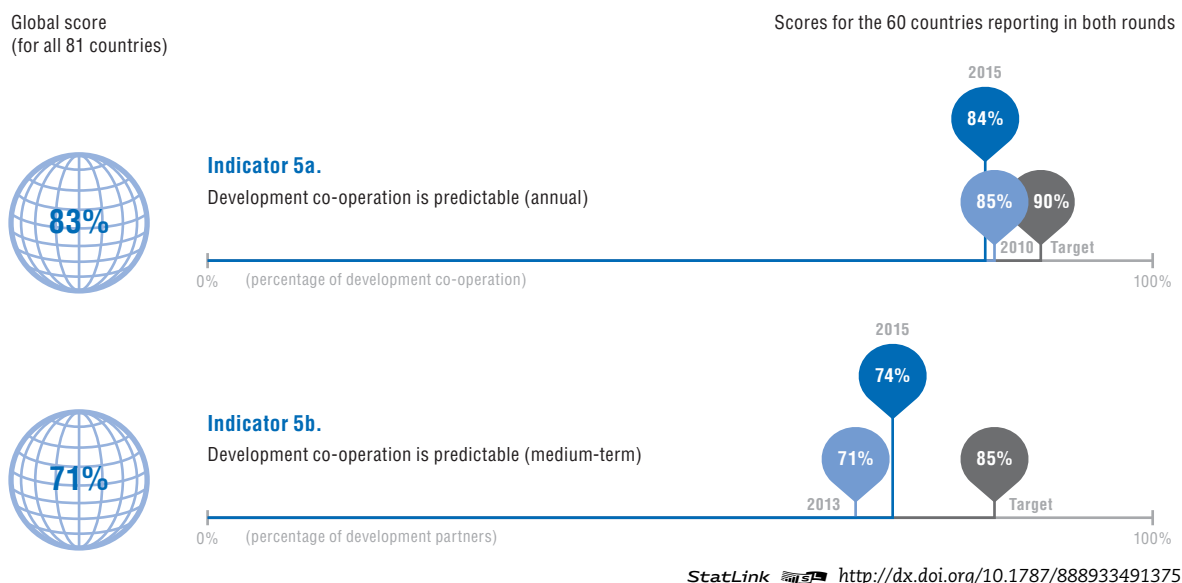 Global score
(for all 81 countries)
Scores for the 60 countries reporting in both rounds
2015
84%
Indicator 5a.
Development co-operation is predictable (annual)
83%
85%
90%
2010
Target
0%
(percentage of development co-operation)
100%
2015
74%
Indicator 5b.
Development co-operation is predictable (medium-term)
71%
71%
85%
2013
Target
0%
(percentage of development partners)
100%
StatLink http://dx.doi.org/10.1787/888933491375